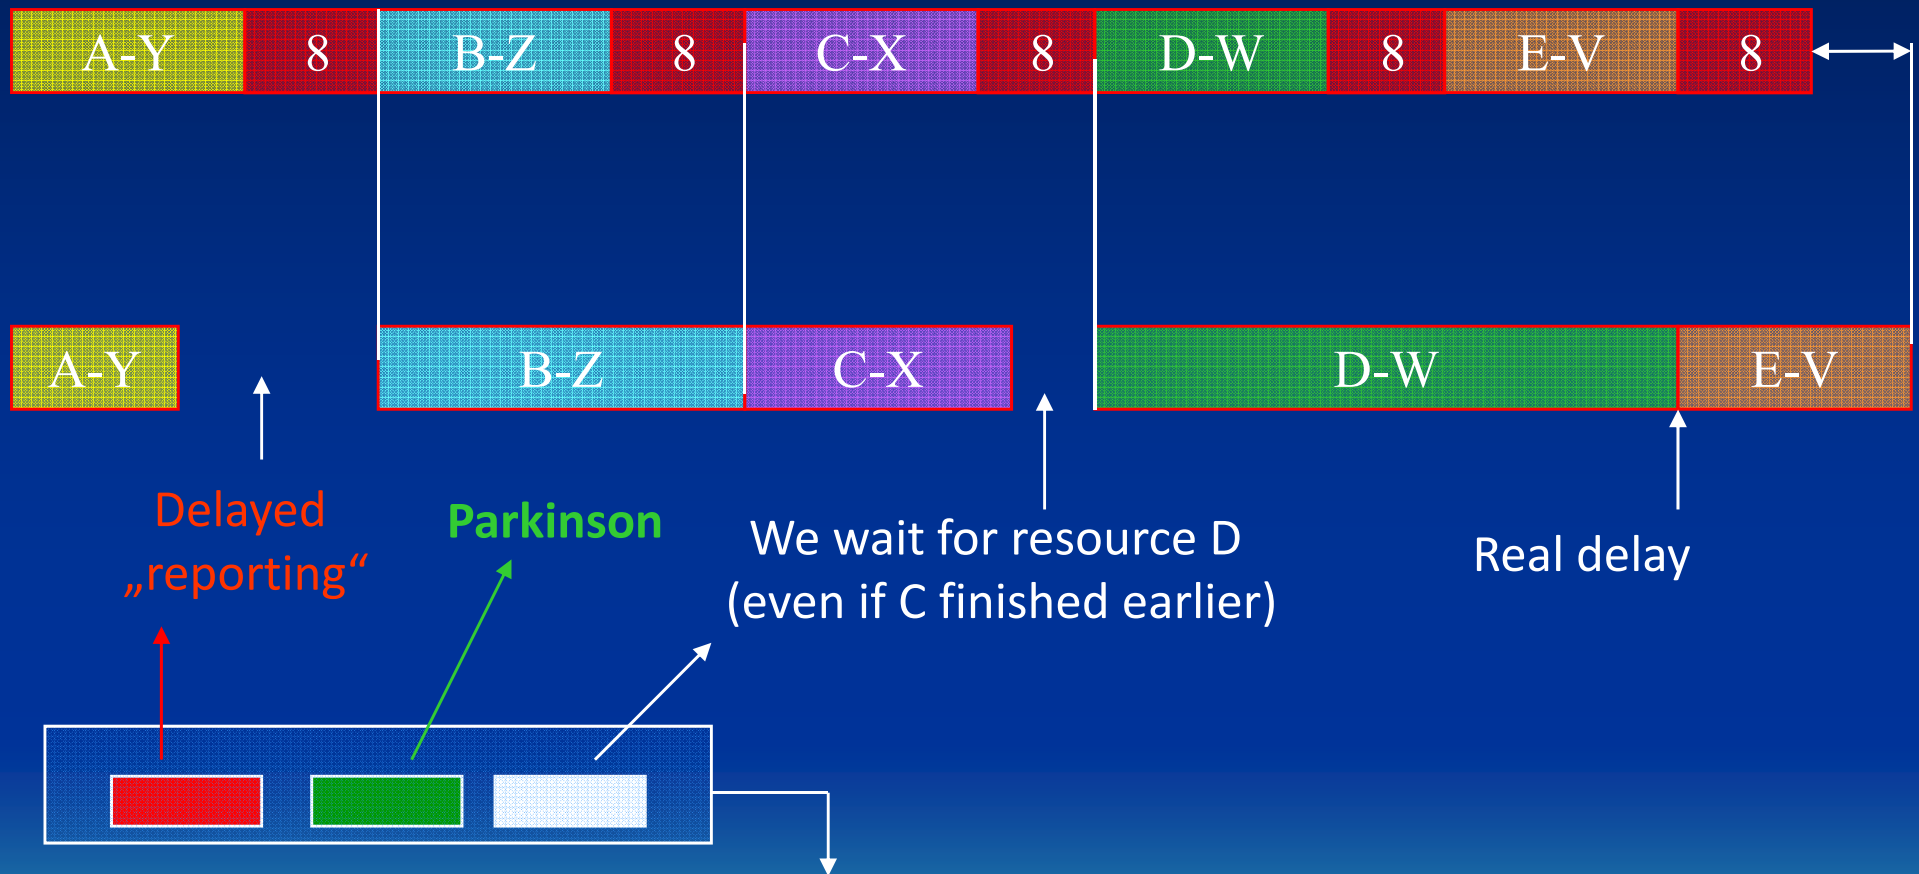 A-Y 8 B-Z 8 C-X 8 D-W 8 E-V 8
A-Y B-Z C-X D-W E-V
Delayed
„reporting“
Parkinson
We wait for resource D
(even if C finished earlier)
Real delay